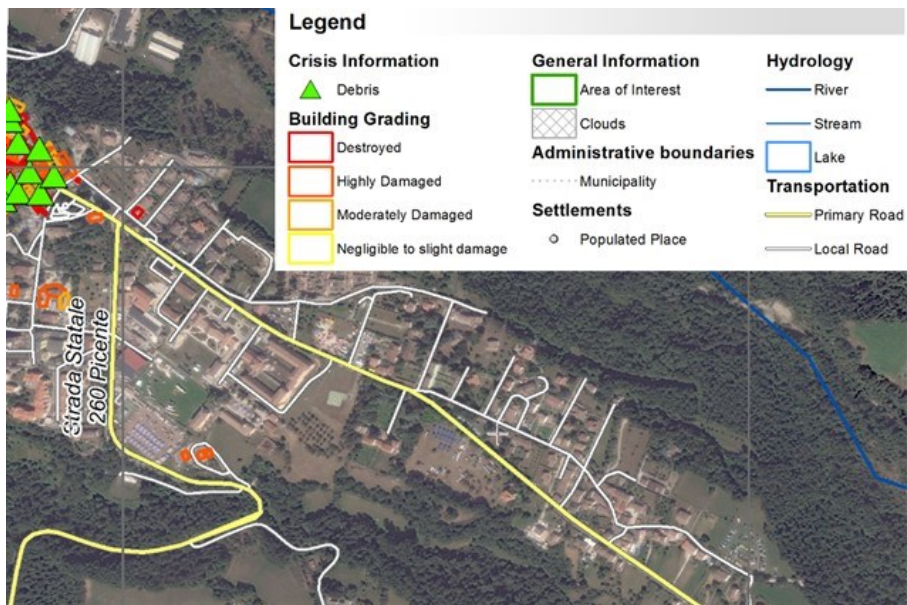 Legend
Crisis Information
Debris
Building Grading
Destroyed
Highly Damaged
Moderately Damaged
Negligible to slight damage
General Information
Area of Interest
Clouds
Administrative boundaries
Municipality
Settlements
Populated Place
Hydrology
River
Stream
Lake
Transportation
Primary Road
Local Road
Strada Statale
260 Picente